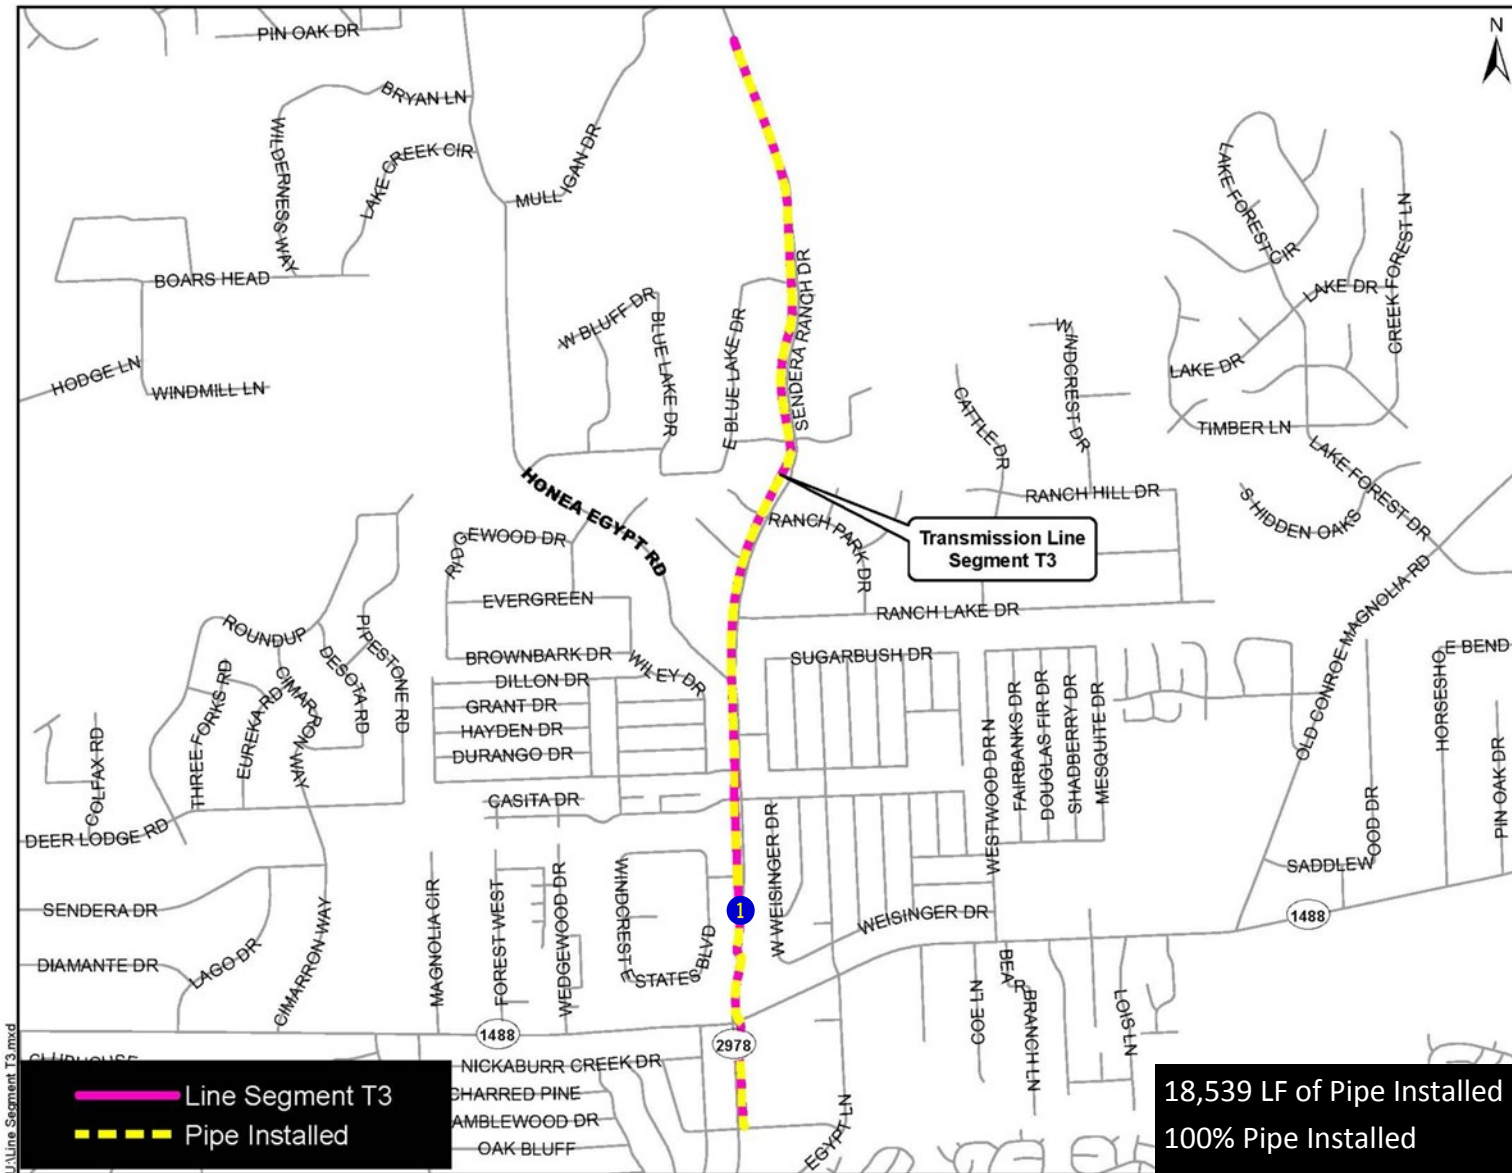 N
PIN OAK DR
BRYAN LN
WILDERNESS WAY
LAKE CREEK CIR
MULL IGAN DR
BOARS HEAD
HODGE LN
WINDMILL LN
W BLUFF DR
BLUE LAKE DR
E BLUE LAKE DR
SENDERA RANCH DR
LAKE FOREST CIR
LAKE DR
CREEK FOREST LN
LAKE DR
TIMBER LN
WINDCREST DR
CATTLE DR
RANCH HILL DR
LAKE FOREST DR
S HIDDEN OAKS
HONEA EGYPT RD
RANCH PARK DR
Transmission Line
Segment T3
RIDGEWOOD DR
EVERGREEN
RANCH LAKE DR
OLD CONROE MAGNOLIA RD
ROUNDUP
PIPESTONE RD
DESOTA RD
THREE FORKS RD
EUREKA RD
CIMARRON WAY
BROWNBARK DR
WILEY DR
DILLON DR
GRANT DR
HAYDEN DR
DURANGO DR
SUGARBUSH DR
E BEND
HORSESHO
WESTWOOD DR N
FAIRBANKS DR
DOUGLAS FIR DR
SHADBERRY DR
MESQUITE DR
COLFAX RD
CASITA DR
DEER LODGE RD
W WEISINGER DR
PIN OAK DR
SADDLEWOOD DR
SENDERA DR
1
WEISINGER DR
1488
DIAMANTE DR
LAGO DR
CIMARRON WAY
MAGNOLIA CIR
FOREST WEST
WEDGEWOOD DR
WINDCREST ESTATES BLVD
BEAR BRANCH LN
COE LN
LOIS LN
1488
2978
CLUBHOUSE
NICKABURR CREEK DR
CHARRED PINE
AMBLEWOOD DR
OAK BLUFF
EGYPT LN
Line Segment T3
Pipe Installed
18,539 LF of Pipe Installed
100% Pipe Installed
U:\Line Segment T3.mxd